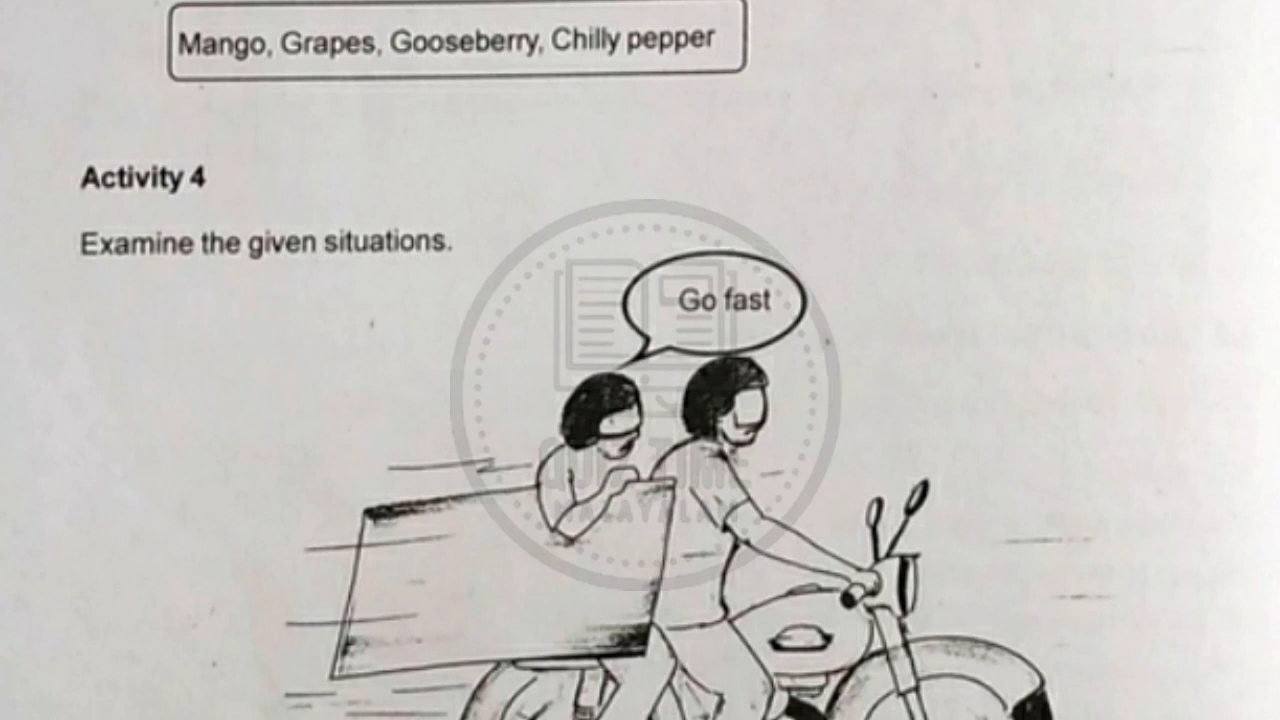 Mango, Grapes, Gooseberry, Chilly pepper
Activity 4
Examine the given situations.
Go fast